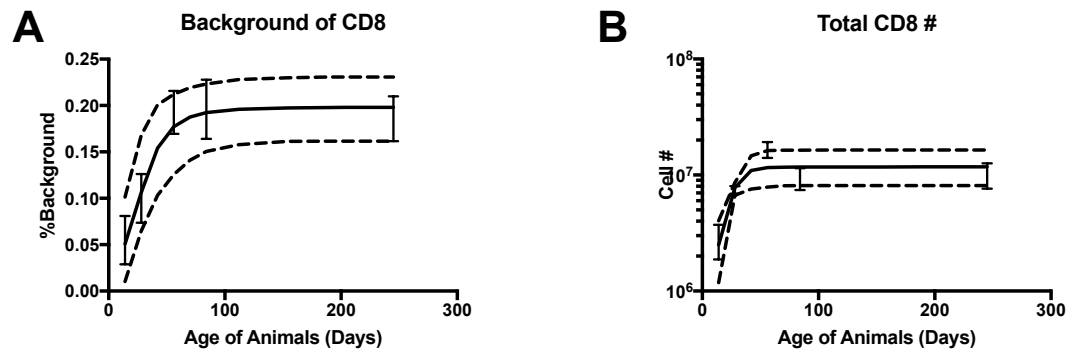 A
Background of CD8
%Background
0.25
0.20
0.15
0.10
0.05
0.00
0
100
200
300
Age of Animals (Days)
B
Total CD8 #
Cell #
10⁸
10⁷
10⁶
0
100
200
300
Age of Animals (Days)